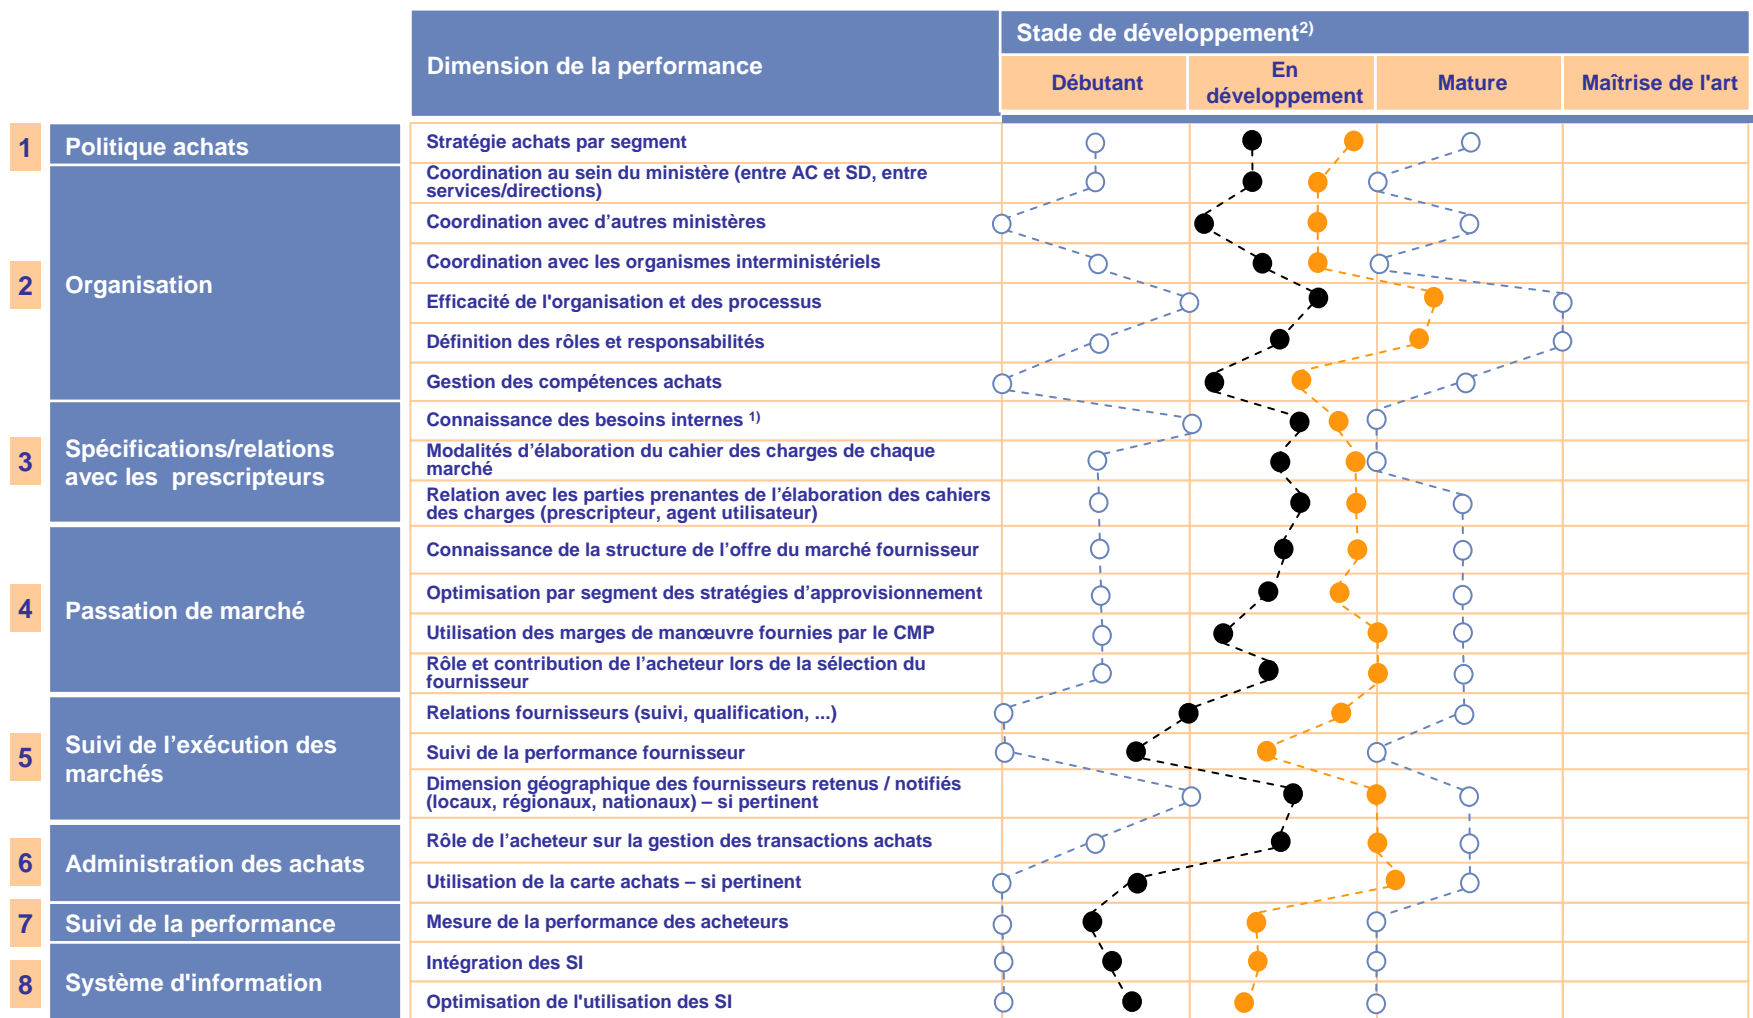 Dimension de la performance
Stade de développement2)
Débutant
En
développement
Mature
Maîtrise de l'art
1
Politique achats
Stratégie achats par segment
2
Organisation
Coordination au sein du ministère (entre AC et SD, entre
services/directions)
Coordination avec d'autres ministères
Coordination avec les organismes interministériels
Efficacité de l'organisation et des processus
Définition des rôles et responsabilités
Gestion des compétences achats
3
Spécifications/relations
avec les prescripteurs
Connaissance des besoins internes 1)
Modalités d’élaboration du cahier des charges de chaque
marché
Relation avec les parties prenantes de l’élaboration des cahiers
des charges (prescripteur, agent utilisateur)
4
Passation de marché
Connaissance de la structure de l’offre du marché fournisseur
Optimisation par segment des stratégies d’approvisionnement
Utilisation des marges de manœuvre fournies par le CMP
Rôle et contribution de l’acheteur lors de la sélection du
fournisseur
5
Suivi de l’exécution des
marchés
Relations fournisseurs (suivi, qualification, ...)
Suivi de la performance fournisseur
Dimension géographique des fournisseurs retenus / notifiés
(locaux, régionaux, nationaux) – si pertinent
6
Administration des achats
Rôle de l’acheteur sur la gestion des transactions achats
Utilisation de la carte achats – si pertinent
7
Suivi de la performance
Mesure de la performance des acheteurs
8
Système d'information
Intégration des SI
Optimisation de l'utilisation des SI